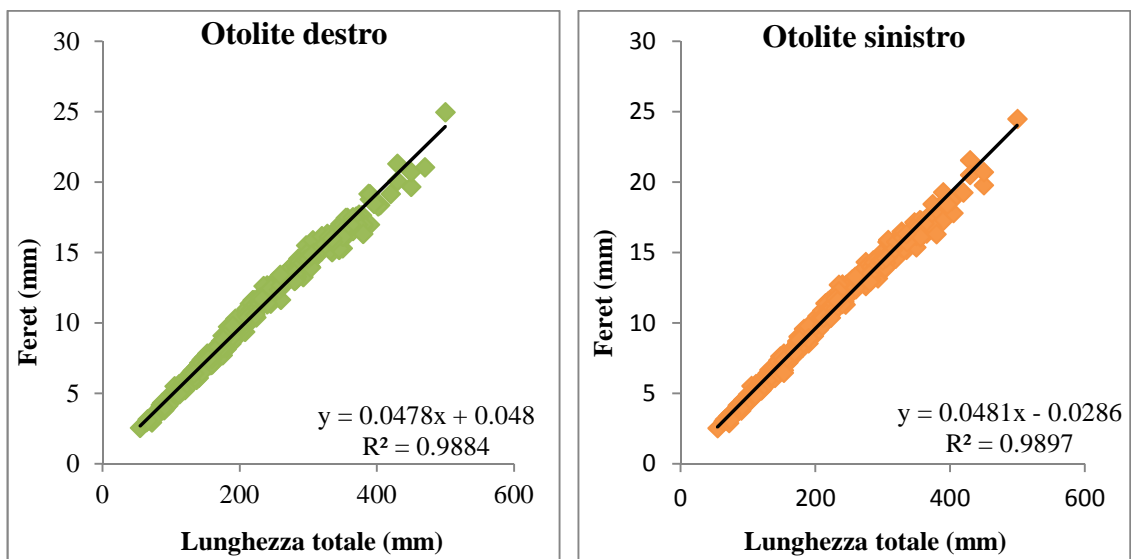 Otolite destro
30
25
20
15
10
5
0
Feret (mm)
y = 0.0478x + 0.048
R² = 0.9884
0 200 400 600
Lunghezza totale (mm)
Otolite sinistro
30
25
20
15
10
5
0
Feret (mm)
y = 0.0481x - 0.0286
R² = 0.9897
0 200 400 600
Lunghezza totale (mm)